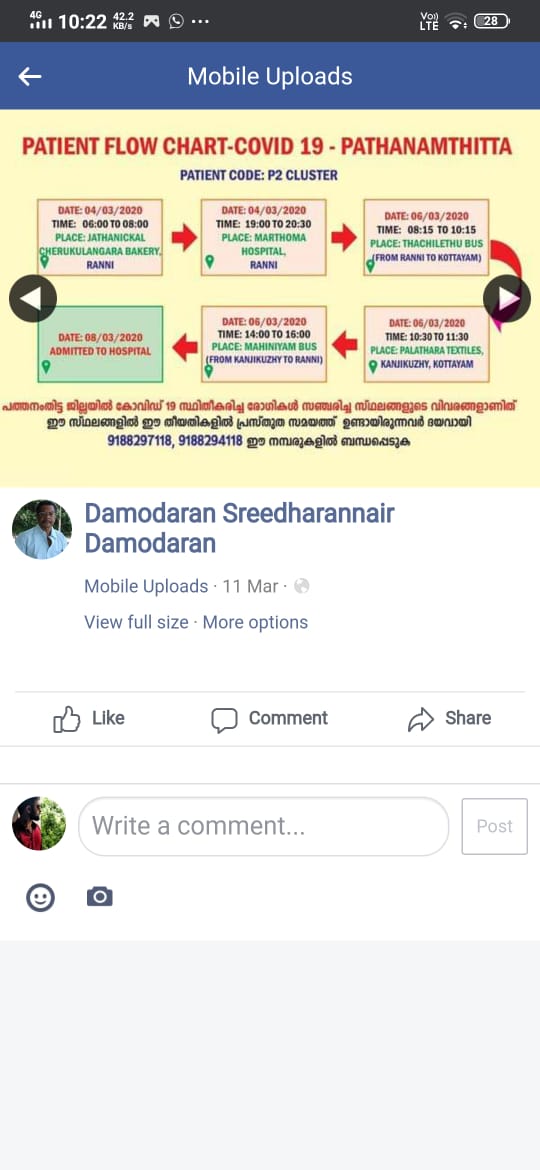 4G 10:22 42.2 KB/s ... Vo)) LTE 28
Mobile Uploads
PATIENT FLOW CHART-COVID 19 - PATHANAMTHITTA
PATIENT CODE: P2 CLUSTER
DATE: 04/03/2020
TIME: 06:00 TO 08:00
PLACE: JATHANICKAL
CHERUKULANGARA BAKERY,
RANNI
DATE: 04/03/2020
TIME: 19:00 TO 20:30
PLACE: MARTHOMA
HOSPITAL,
RANNI
DATE: 06/03/2020
TIME: 08:15 TO 10:15
PLACE: THACHILETHU BUS
(FROM RANNI TO KOTTAYAM)
DATE: 06/03/2020
TIME: 10:30 TO 11:30
PLACE: PALATHARA TEXTILES,
KANJIKUZHY, KOTTAYAM
DATE: 06/03/2020
TIME: 14:00 TO 16:00
PLACE: MAHINIYAM BUS
(FROM KANJIKUZHY TO RANNI)
DATE: 08/03/2020
ADMITTED TO HOSPITAL
പത്തനംതിട്ട ജില്ലയിൽ കോവിഡ് 19 സ്ഥിതീകരിച്ച രോഗികൾ സഞ്ചരിച്ച സ്ഥലങ്ങളുടെ വിവരങ്ങളാണിത്
ഈ സ്ഥലങ്ങളിൽ ഈ തീയതികളിൽ പ്രസ്തുത സമയത്ത് ഉണ്ടായിരുന്നവർ ദയവായി
9188297118, 9188294118 ഈ നമ്പരുകളിൽ ബന്ധപ്പെടുക
Damodaran Sreedharannair
Damodaran
Mobile Uploads · 11 Mar ·
View full size · More options
Like Comment Share
Write a comment... Post